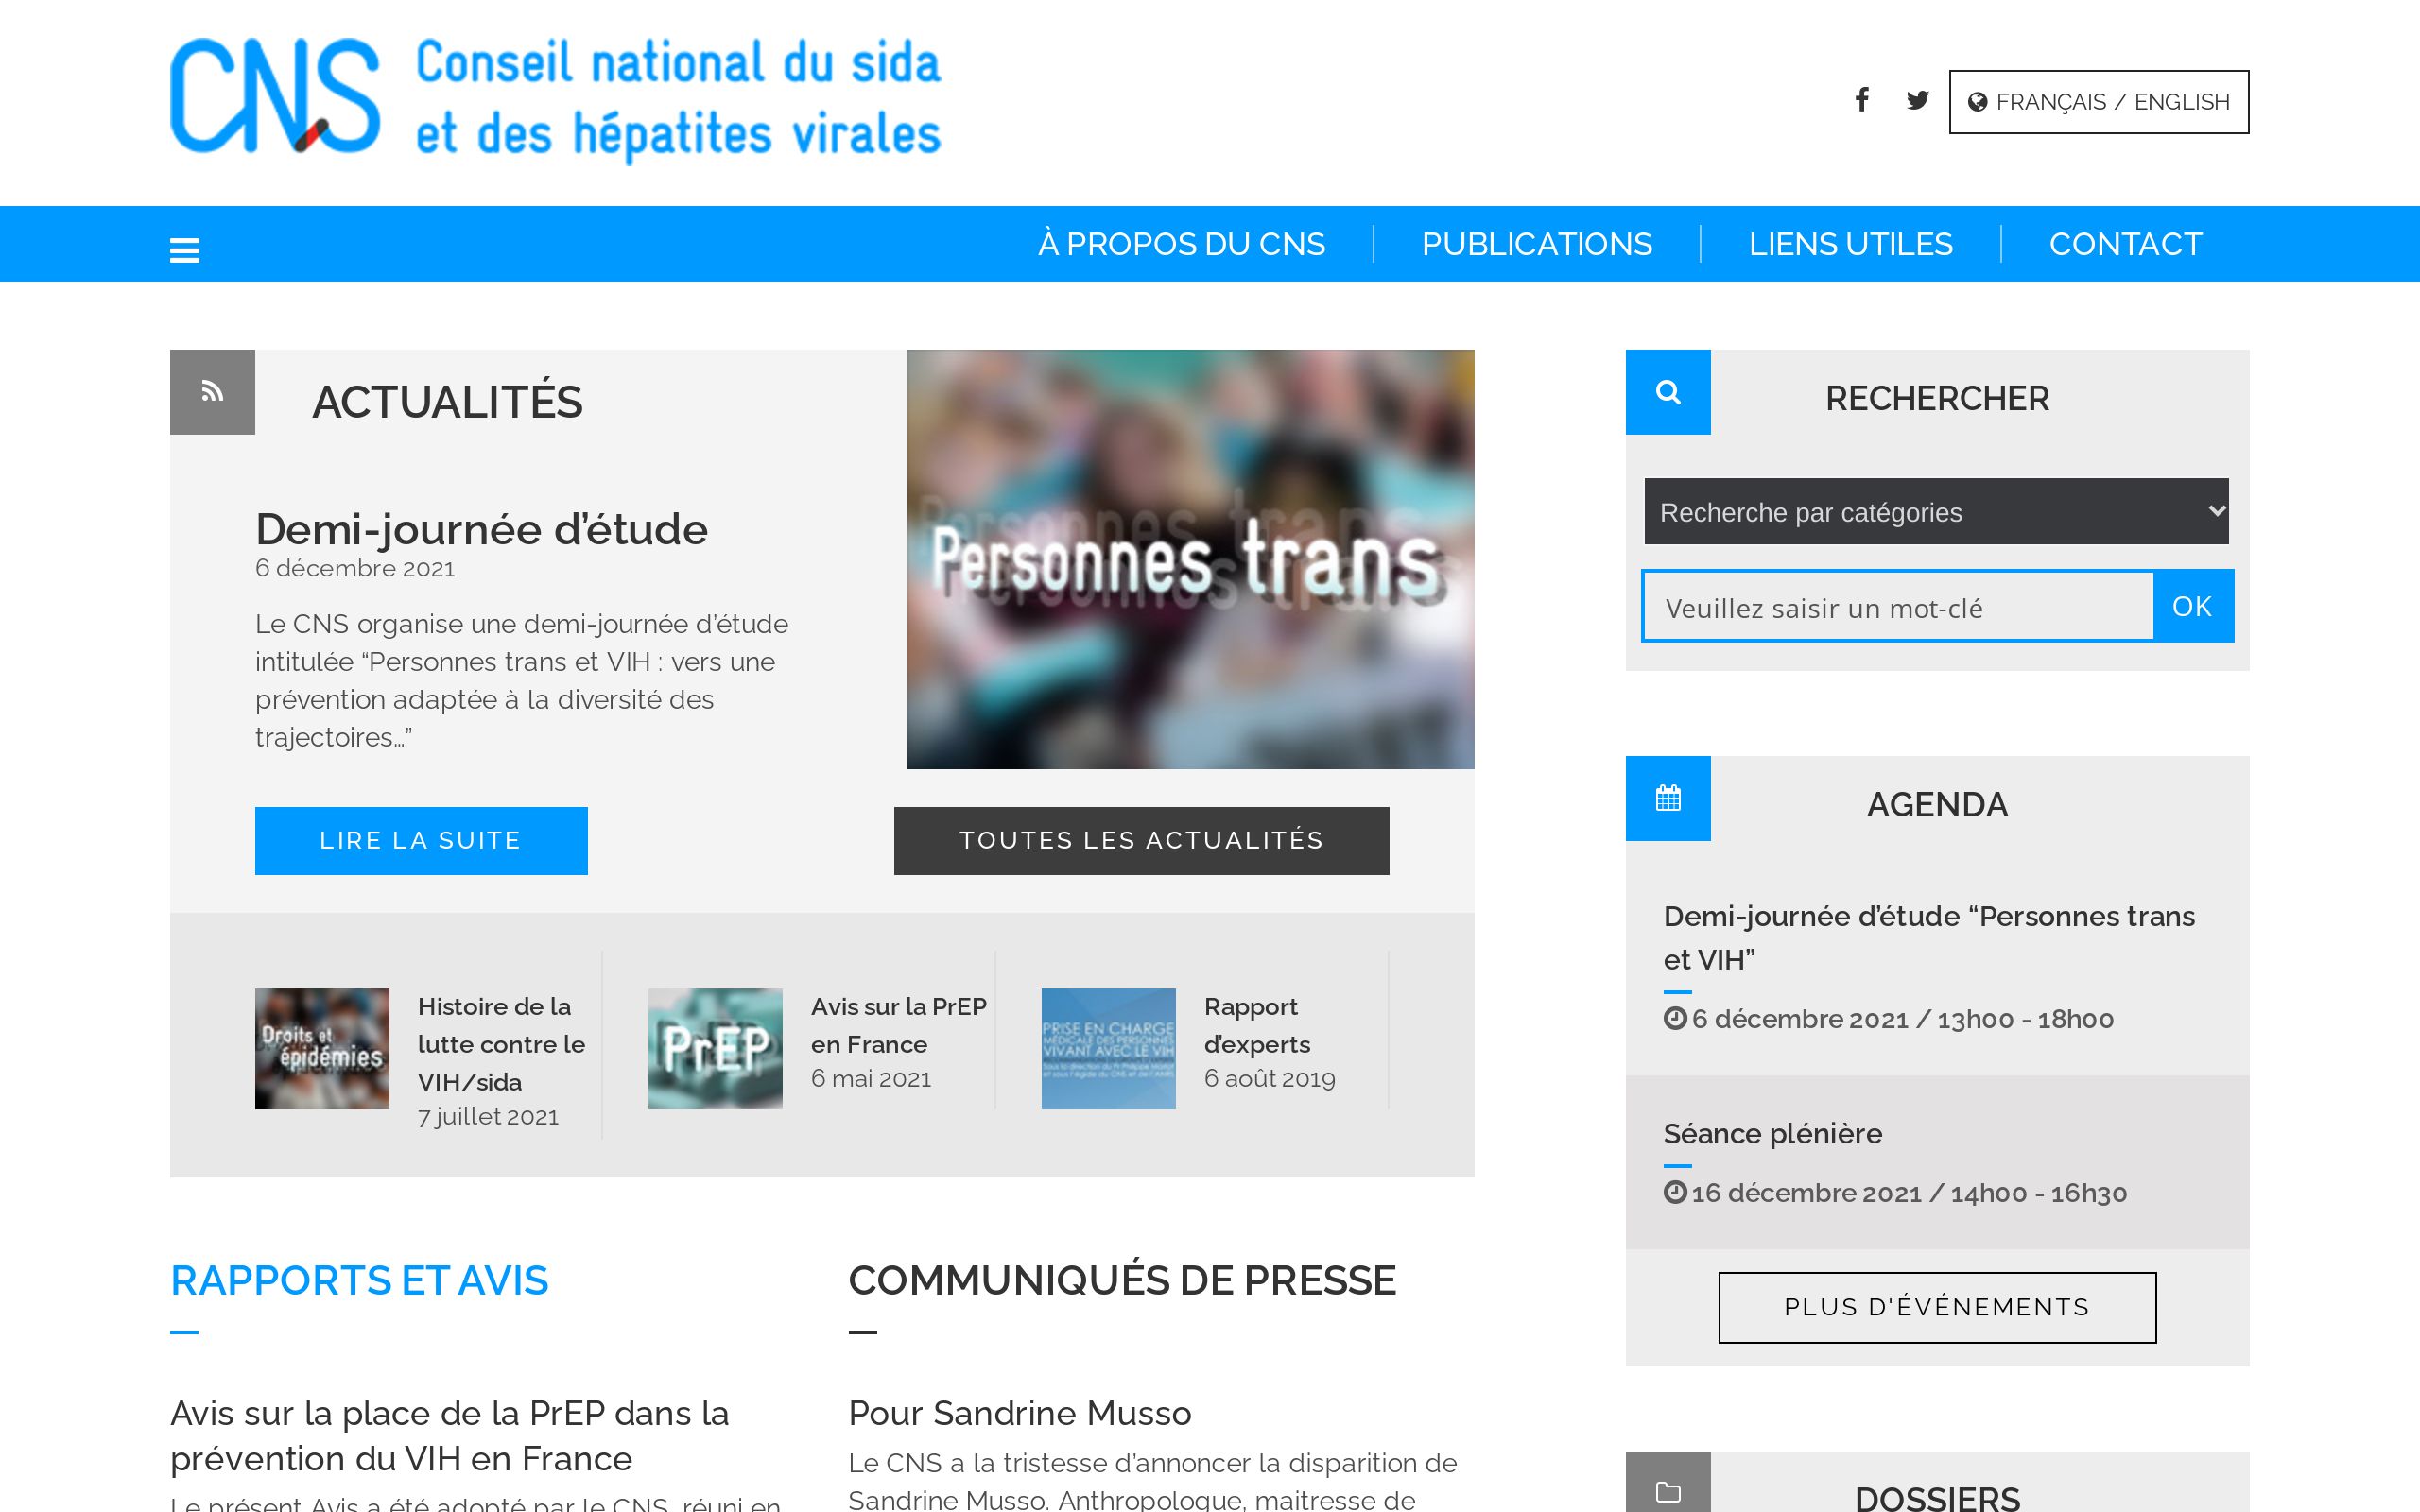 CNS
Conseil national du sida
et des hépatites virales
FRANÇAIS / ENGLISH
À PROPOS DU CNS
PUBLICATIONS
LIENS UTILES
CONTACT
ACTUALITÉS
Demi-journée d’étude
6 décembre 2021
Le CNS organise une demi-journée d’étude
intitulée “Personnes trans et VIH : vers une
prévention adaptée à la diversité des
trajectoires…”
Personnes trans
LIRE LA SUITE
TOUTES LES ACTUALITÉS
Droits et
épidémies
Histoire de la
lutte contre le
VIH/sida
7 juillet 2021
PrEP
Avis sur la PrEP
en France
6 mai 2021
PRISE EN CHARGE
MÉDICALE DES PERSONNES
VIVANT AVEC LE VIH
Rapport
d’experts
6 août 2019
RAPPORTS ET AVIS
Avis sur la place de la PrEP dans la
prévention du VIH en France
Le présent Avis a été adopté par le CNS, réuni en
COMMUNIQUÉS DE PRESSE
Pour Sandrine Musso
Le CNS a la tristesse d’annoncer la disparition de
Sandrine Musso. Anthropologue, maitresse de
RECHERCHER
Recherche par catégories
Veuillez saisir un mot-clé
OK
AGENDA
Demi-journée d’étude “Personnes trans
et VIH”
6 décembre 2021 / 13h00 - 18h00
Séance plénière
16 décembre 2021 / 14h00 - 16h30
PLUS D'ÉVÉNEMENTS
DOSSIERS